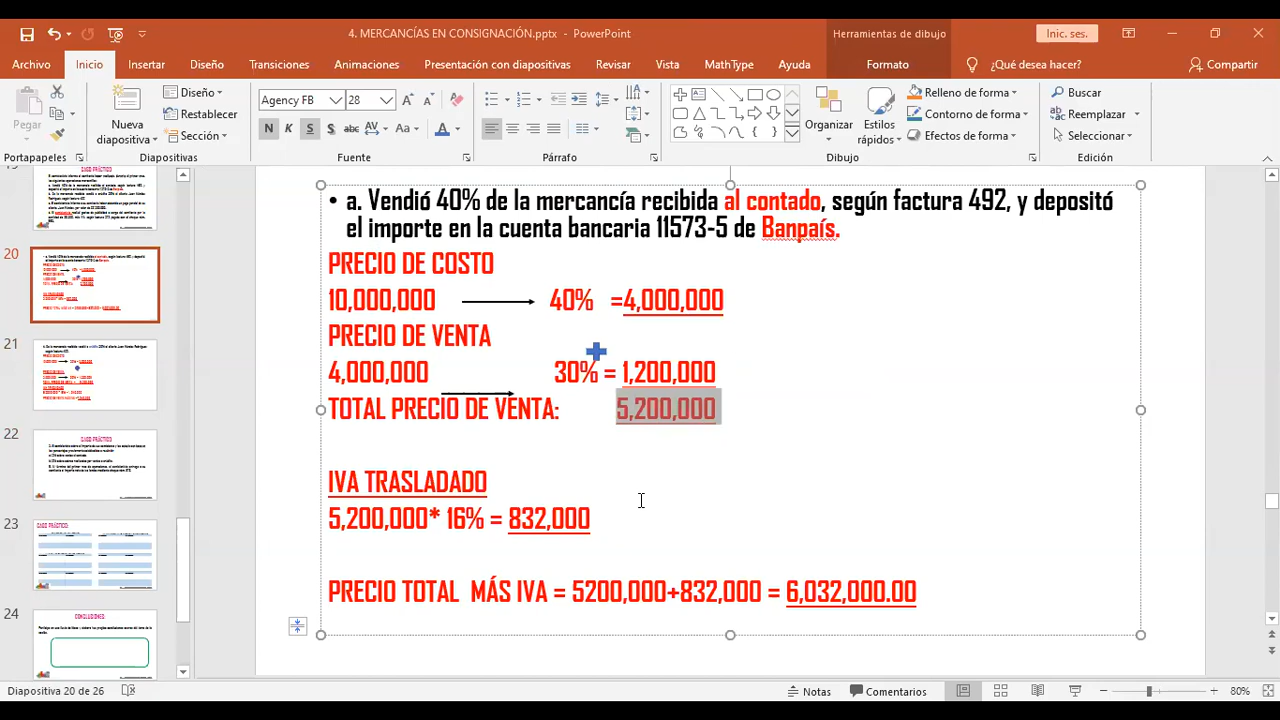 4. MERCANCÍAS EN CONSIGNACIÓN.pptx - PowerPoint
Herramientas de dibujo
Inic. ses.
Archivo Inicio Insertar Diseño Transiciones Animaciones Presentación con diapositivas Revisar Vista MathType Ayuda Formato ¿Qué desea hacer? Compartir
Pegar
Nueva diapositiva
Diseño
Restablecer
Sección
Agency FB 28
N K S S abc AV Aa A
Organizar
Estilos rápidos
Relleno de forma
Contorno de forma
Efectos de forma
Buscar
Reemplazar
Seleccionar
Portapapeles Diapositivas Fuente Párrafo Dibujo Edición
20
21
22
CASO PRÁCTICO
23
CASO PRÁCTICO:
24
CONCLUSIONES
• a. Vendió 40% de la mercancía recibida al contado, según factura 492, y depositó
el importe en la cuenta bancaria 11573-5 de Banpaís.
PRECIO DE COSTO
10,000,000 40% =4,000,000
PRECIO DE VENTA
4,000,000 30% = 1,200,000
TOTAL PRECIO DE VENTA: 5,200,000
IVA TRASLADADO
5,200,000* 16% = 832,000
PRECIO TOTAL MÁS IVA = 5200,000+832,000 = 6,032,000.00
Diapositiva 20 de 26
Notas
Comentarios
80%